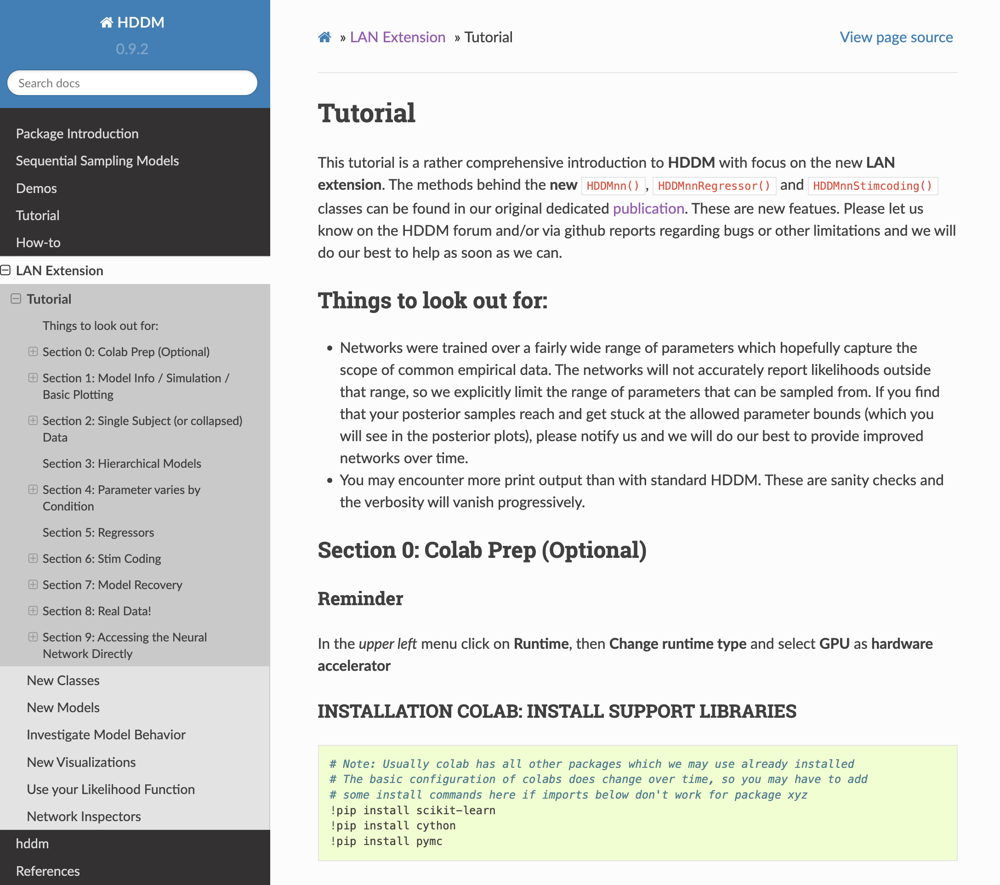 HDDM
0.9.2
Search docs
Package Introduction
Sequential Sampling Models
Demos
Tutorial
How-to
LAN Extension
Tutorial
Things to look out for:
Section 0: Colab Prep (Optional)
Section 1: Model Info / Simulation /
Basic Plotting
Section 2: Single Subject (or collapsed)
Data
Section 3: Hierarchical Models
Section 4: Parameter varies by
Condition
Section 5: Regressors
Section 6: Stim Coding
Section 7: Model Recovery
Section 8: Real Data!
Section 9: Accessing the Neural
Network Directly
New Classes
New Models
Investigate Model Behavior
New Visualizations
Use your Likelihood Function
Network Inspectors
hddm
References
» LAN Extension » Tutorial
View page source
Tutorial
This tutorial is a rather comprehensive introduction to HDDM with focus on the new LAN
extension. The methods behind the new HDDMnn(), HDDMnnRegressor() and HDDMnnStimcoding()
classes can be found in our original dedicated publication. These are new featues. Please let us
know on the HDDM forum and/or via github reports regarding bugs or other limitations and we will
do our best to help as soon as we can.
Things to look out for:
• Networks were trained over a fairly wide range of parameters which hopefully capture the
scope of common empirical data. The networks will not accurately report likelihoods outside
that range, so we explicitly limit the range of parameters that can be sampled from. If you find
that your posterior samples reach and get stuck at the allowed parameter bounds (which you
will see in the posterior plots), please notify us and we will do our best to provide improved
networks over time.
• You may encounter more print output than with standard HDDM. These are sanity checks and
the verbosity will vanish progressively.
Section 0: Colab Prep (Optional)
Reminder
In the upper left menu click on Runtime, then Change runtime type and select GPU as hardware
accelerator
INSTALLATION COLAB: INSTALL SUPPORT LIBRARIES
# Note: Usually colab has all other packages which we may use already installed
# The basic configuration of colabs does change over time, so you may have to add
# some install commands here if imports below don't work for package xyz
!pip install scikit-learn
!pip install cython
!pip install pymc